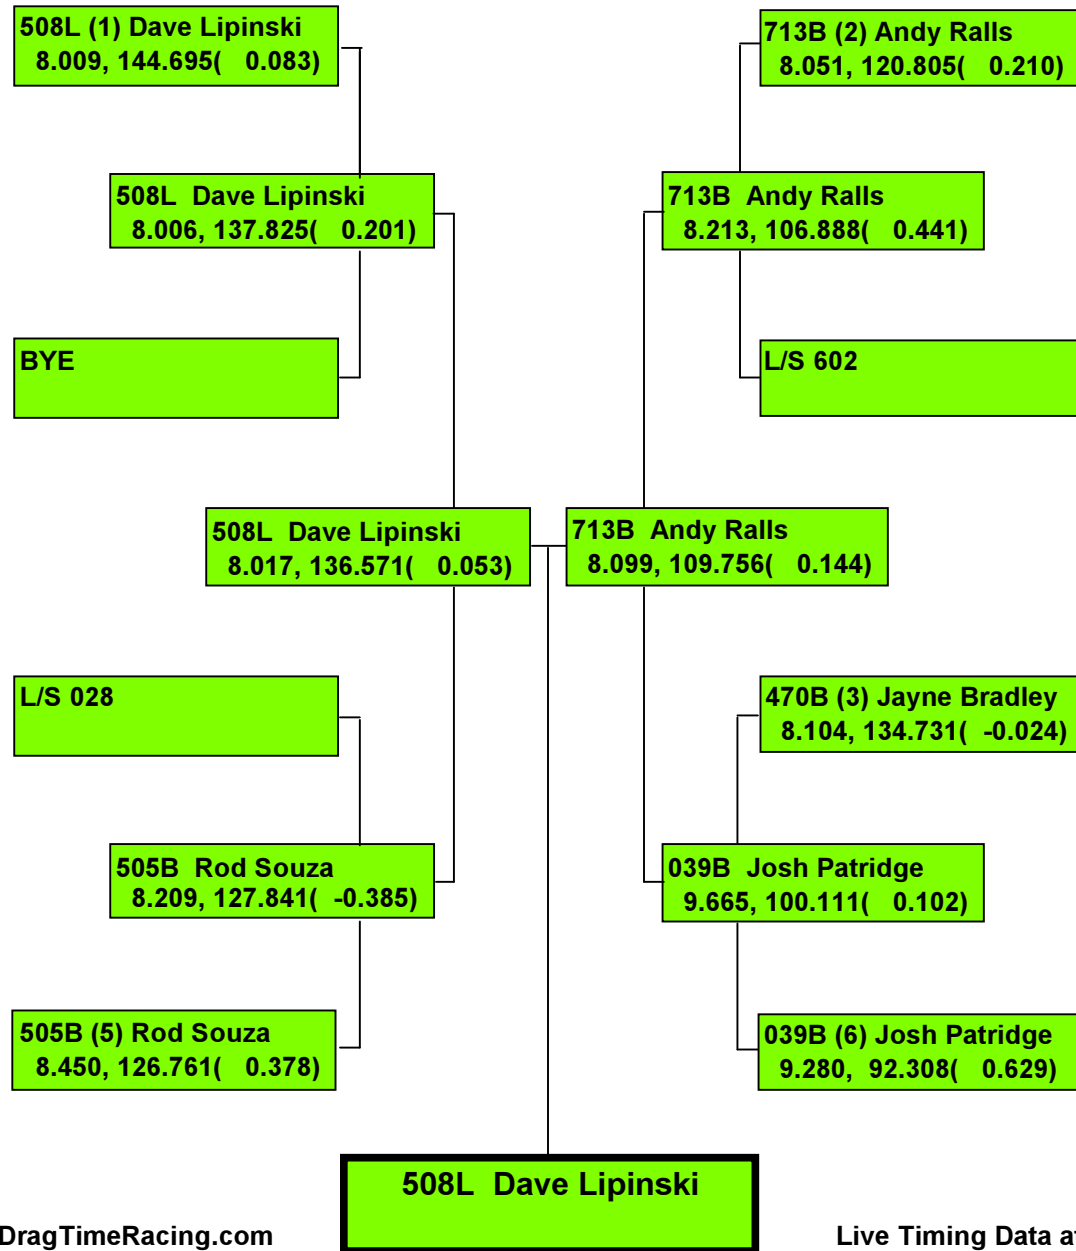 508L (1) Dave Lipinski
8.009, 144.695( 0.083)
713B (2) Andy Ralls
8.051, 120.805( 0.210)
508L Dave Lipinski
8.006, 137.825( 0.201)
713B Andy Ralls
8.213, 106.888( 0.441)
BYE
L/S 602
508L Dave Lipinski
8.017, 136.571( 0.053)
713B Andy Ralls
8.099, 109.756( 0.144)
L/S 028
470B (3) Jayne Bradley
8.104, 134.731( -0.024)
505B Rod Souza
8.209, 127.841( -0.385)
039B Josh Patridge
9.665, 100.111( 0.102)
505B (5) Rod Souza
8.450, 126.761( 0.378)
039B (6) Josh Patridge
9.280, 92.308( 0.629)
508L Dave Lipinski
DragTimeRacing.com
Live Timing Data at